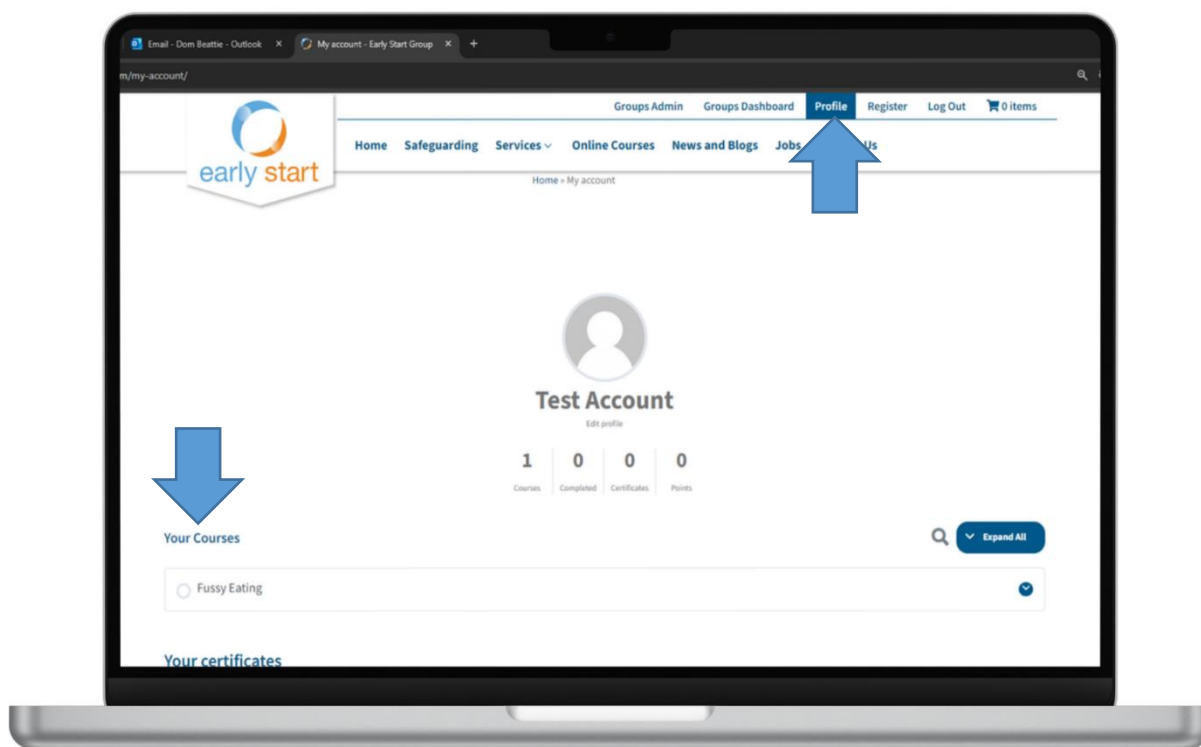 Email - Dom Beattie - Outlook × My account - Early Start Group × +
m/my-account/
Groups Admin Groups Dashboard Profile Register Log Out 0 items
early start
Home Safeguarding Services Online Courses News and Blogs Jobs Us
Home » My account
Test Account
Edit profile
1 0 0 0
Courses Completed Certificates Points
Your Courses
Expand All
Fussy Eating
Your certificates